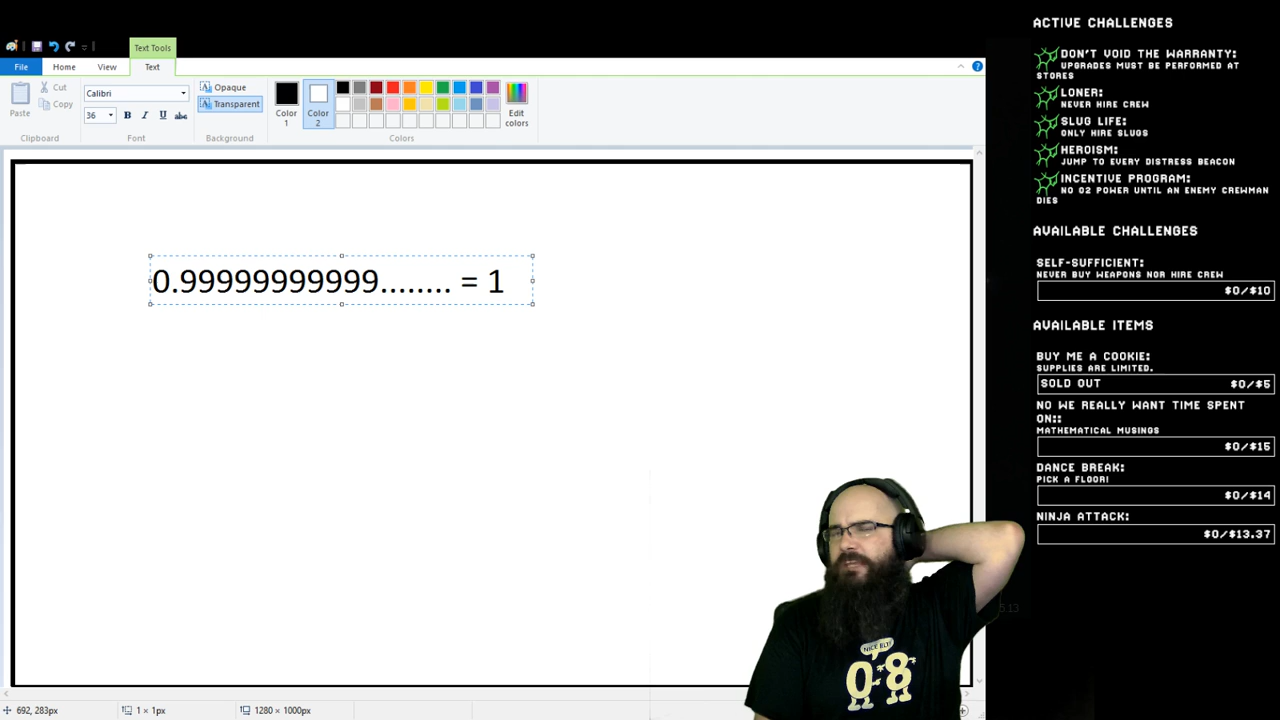 Text Tools
File
Home
View
Text
Paste
Cut
Copy
Clipboard
Calibri
36
B I U abc
Font
Opaque
Transparent
Background
Color 1
Color 2
Edit colors
Colors
0.99999999999........ = 1
692, 283px
1 × 1px
1280 × 1000px
NICE BELT!
0 8
5:13
ACTIVE CHALLENGES
DON'T VOID THE WARRANTY:
UPGRADES MUST BE PERFORMED AT
STORES
LONER:
NEVER HIRE CREW
SLUG LIFE:
ONLY HIRE SLUGS
HEROISM:
JUMP TO EVERY DISTRESS BEACON
INCENTIVE PROGRAM:
NO O2 POWER UNTIL AN ENEMY CREWMAN
DIES
AVAILABLE CHALLENGES
SELF-SUFFICIENT:
NEVER BUY WEAPONS NOR HIRE CREW
$0/$10
AVAILABLE ITEMS
BUY ME A COOKIE:
SUPPLIES ARE LIMITED.
SOLD OUT $0/$5
NO WE REALLY WANT TIME SPENT
ON::
MATHEMATICAL MUSINGS
$0/$15
DANCE BREAK:
PICK A FLOOR!
$0/$14
NINJA ATTACK:
$0/$13.37